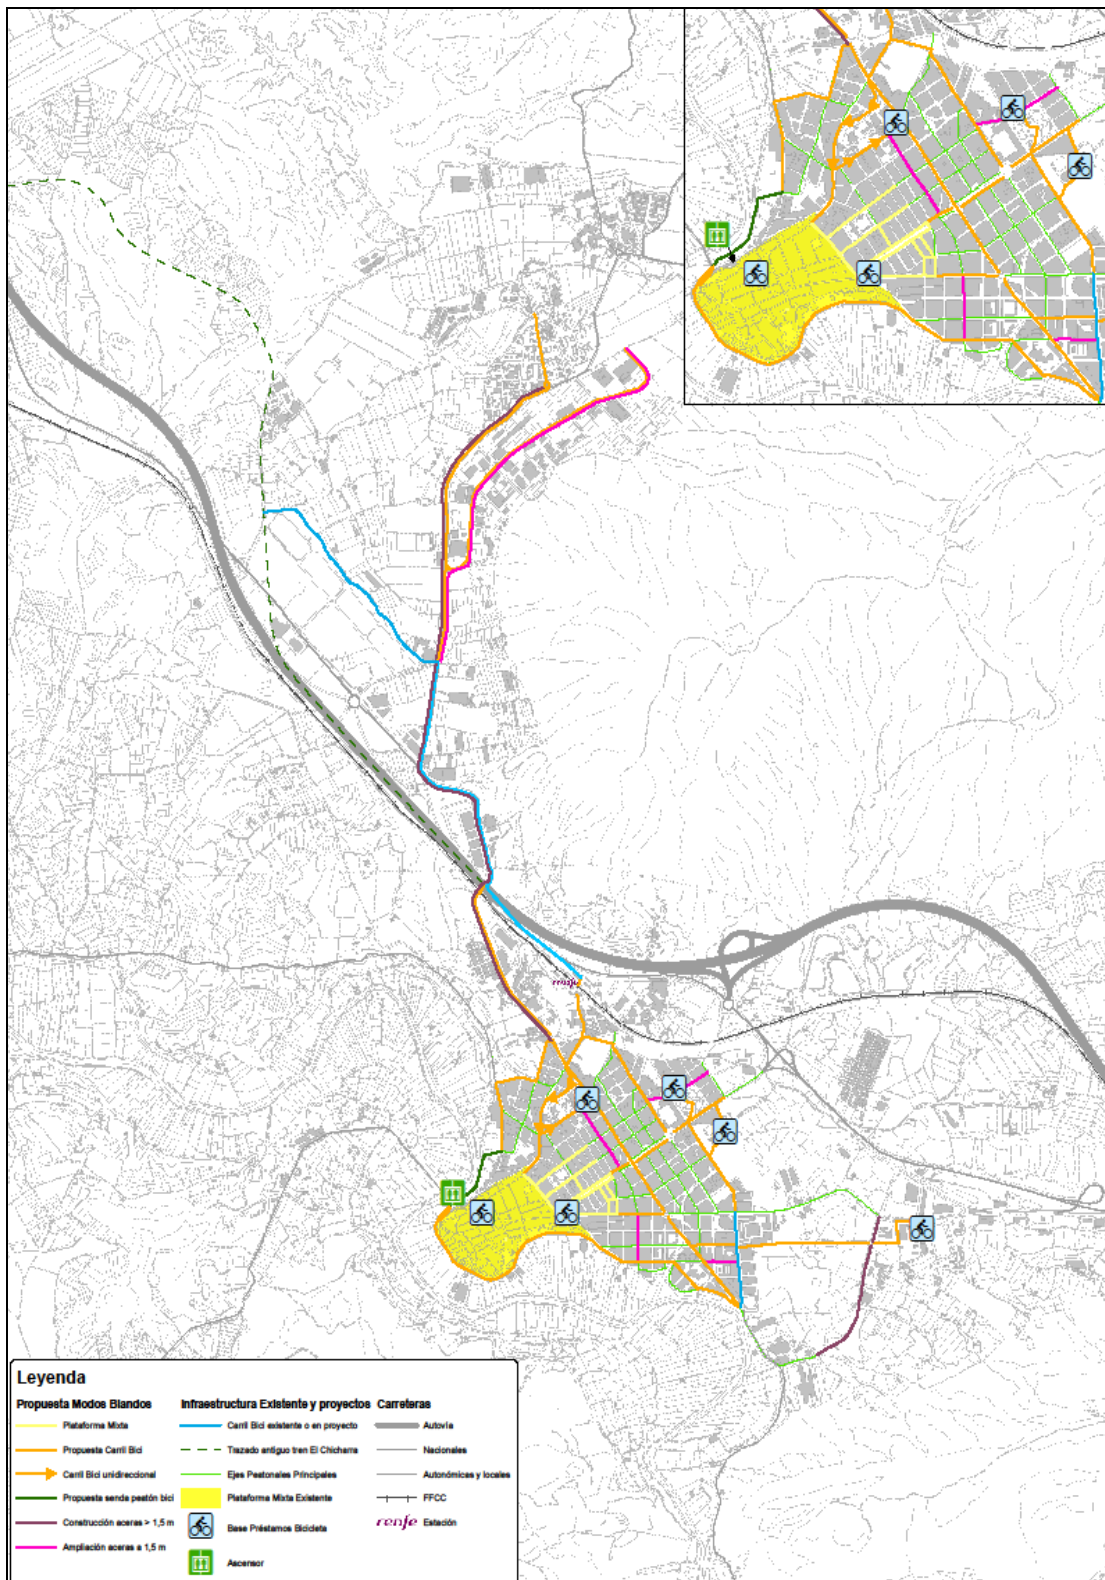 renfe
Leyenda
Propuesta Modos Blandos
Plataforma Mixta
Propuesta Carril Bici
Carril Bici unidireccional
Propuesta senda peatón bici
Construcción aceras > 1,5 m
Ampliación aceras a 1,5 m
Infraestructura Existente y proyectos
Carril Bici existente o en proyecto
Trazado antiguo tren El Chicharra
Ejes Peatonales Principales
Plataforma Mixta Existente
Base Préstamos Bicicleta
Ascensor
Carreteras
Autovía
Nacionales
Autonómicas y locales
FFCC
renfe Estación